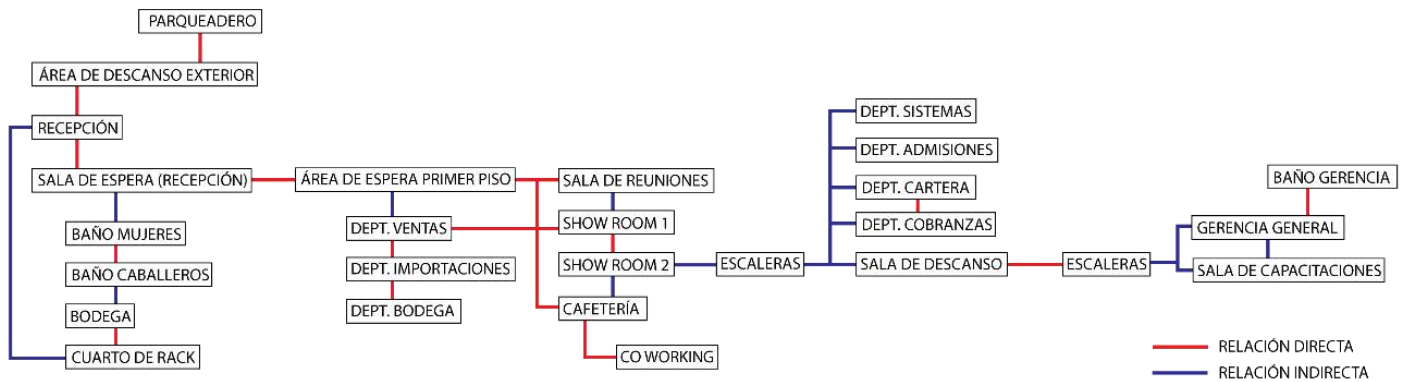 PARQUEADERO
ÁREA DE DESCANSO EXTERIOR
RECEPCIÓN
SALA DE ESPERA (RECEPCIÓN)
BAÑO MUJERES
BAÑO CABALLEROS
BODEGA
CUARTO DE RACK
ÁREA DE ESPERA PRIMER PISO
DEPT. VENTAS
DEPT. IMPORTACIONES
DEPT. BODEGA
SALA DE REUNIONES
SHOW ROOM 1
SHOW ROOM 2
CAFETERÍA
CO WORKING
ESCALERAS
DEPT. SISTEMAS
DEPT. ADMISIONES
DEPT. CARTERA
DEPT. COBRANZAS
SALA DE DESCANSO
ESCALERAS
BAÑO GERENCIA
GERENCIA GENERAL
SALA DE CAPACITACIONES
RELACIÓN DIRECTA
RELACIÓN INDIRECTA